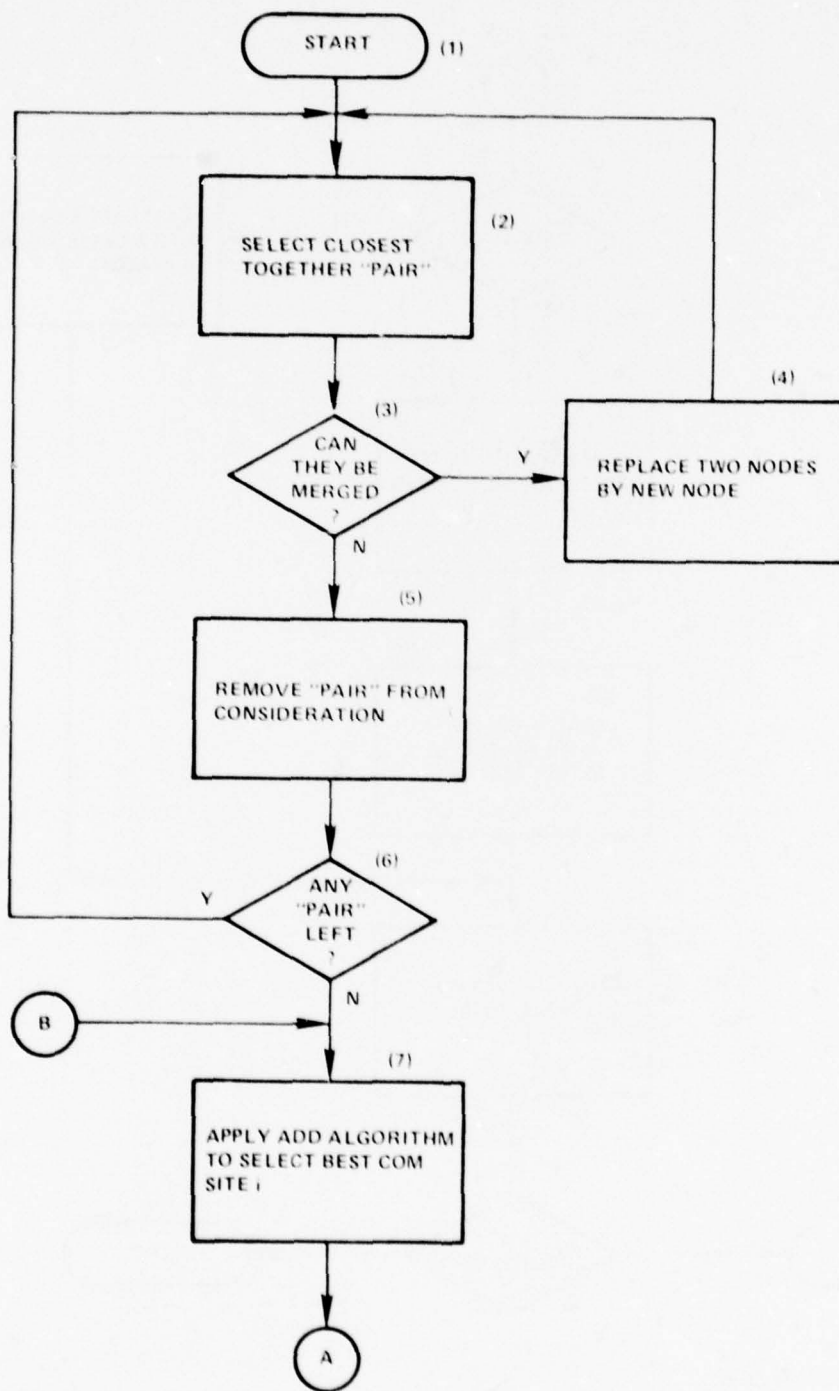 START
(1)
(2)
SELECT CLOSEST
TOGETHER "PAIR"
(3)
CAN
THEY BE
MERGED
?
Y
N
(4)
REPLACE TWO NODES
BY NEW NODE
(5)
REMOVE "PAIR" FROM
CONSIDERATION
(6)
ANY
"PAIR"
LEFT
?
Y
N
B
(7)
APPLY ADD ALGORITHM
TO SELECT BEST COM
SITE i
A